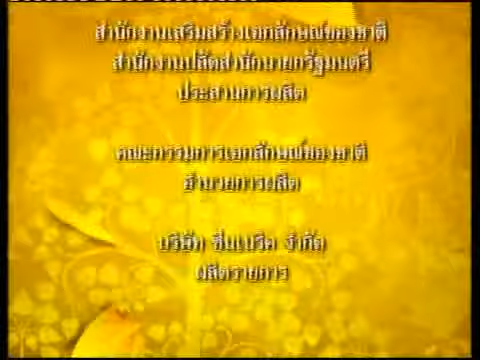 สำนักงานเสริมสร้างเอกลักษณ์ของชาติ
สำนักงานปลัดสำนักนายกรัฐมนตรี
ประสานการผลิต
คณะกรรมการเอกลักษณ์ของชาติ
อำนวยการผลิต
บริษัท ซีนเนริค จำกัด
ผลิตรายการ